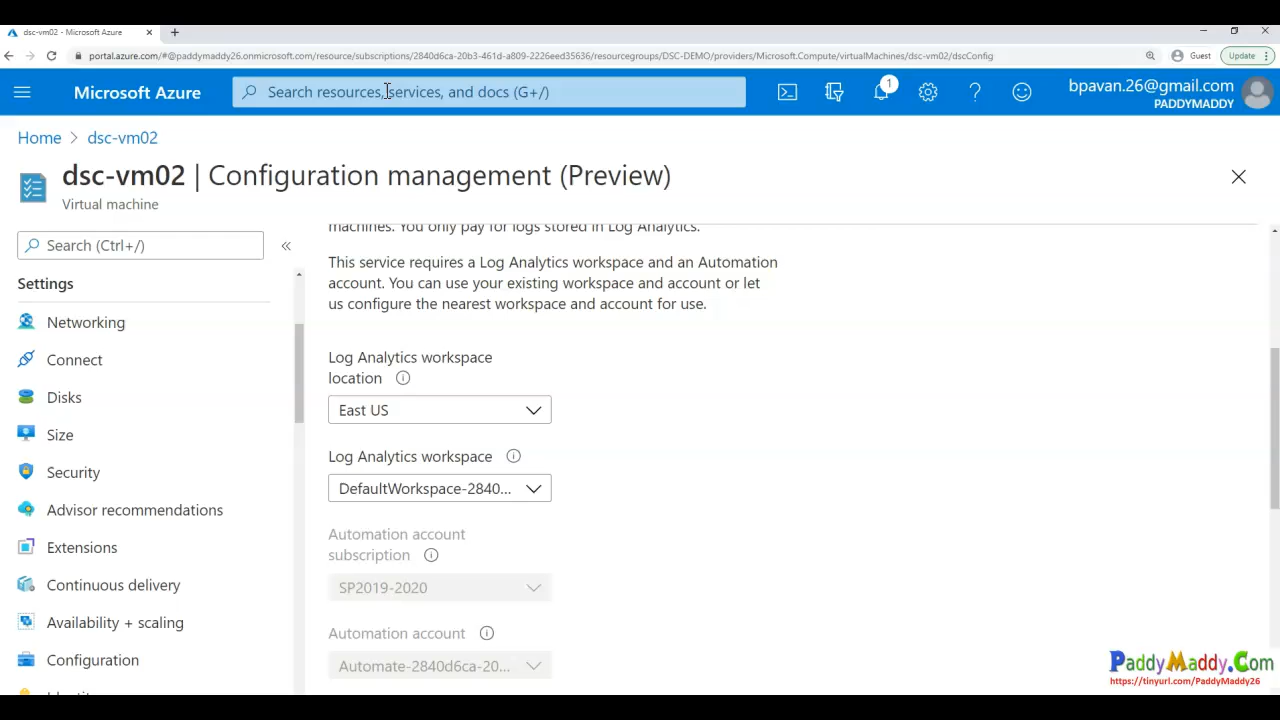 dsc-vm02 - Microsoft Azure
portal.azure.com/#@paddymaddy26.onmicrosoft.com/resource/subscriptions/2840d6ca-20b3-461d-a809-2226eed35636/resourcegroups/DSC-DEMO/providers/Microsoft.Compute/virtualMachines/dsc-vm02/dscConfig
Guest
Update
Microsoft Azure
Search resources, services, and docs (G+/)
1
bpavan.26@gmail.com
PADDYMADDY
Home > dsc-vm02
dsc-vm02 | Configuration management (Preview)
Virtual machine
Search (Ctrl+/)
«
Settings
Networking
Connect
Disks
Size
Security
Advisor recommendations
Extensions
Continuous delivery
Availability + scaling
Configuration
machines. You only pay for logs stored in Log Analytics.
This service requires a Log Analytics workspace and an Automation
account. You can use your existing workspace and account or let
us configure the nearest workspace and account for use.
Log Analytics workspace
location
East US
Log Analytics workspace
DefaultWorkspace-2840...
Automation account
subscription
SP2019-2020
Automation account
Automate-2840d6ca-20...
PaddyMaddy.Com
https://tinyurl.com/PaddyMaddy26